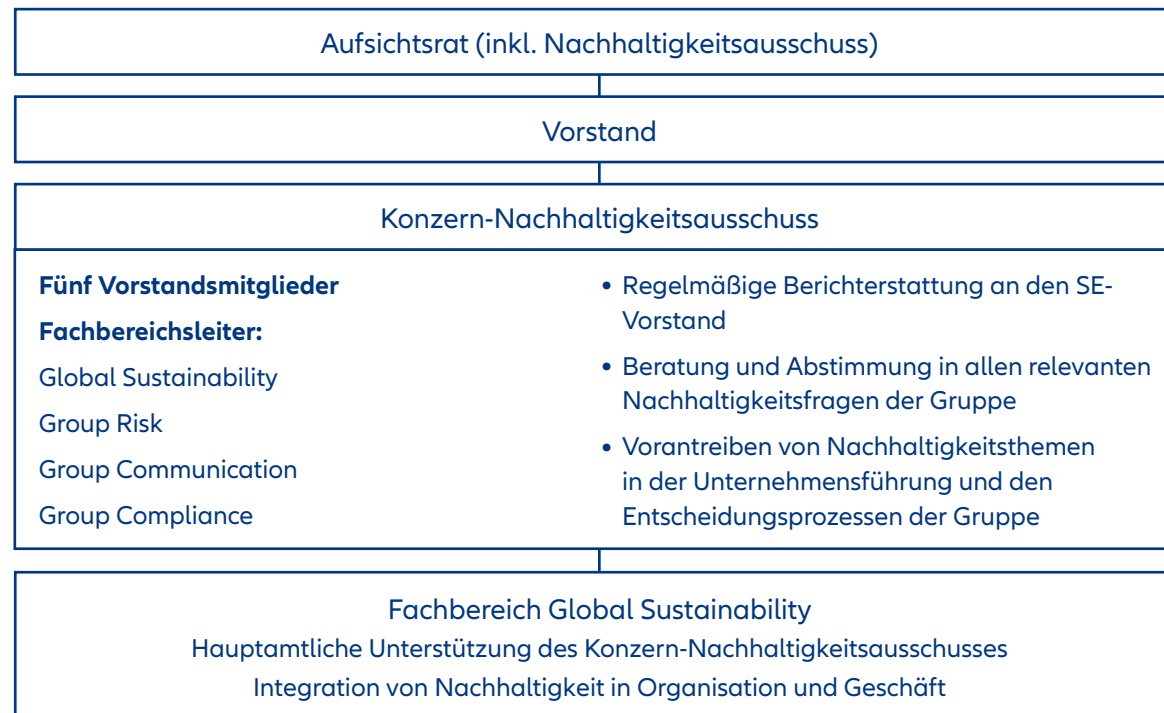 Aufsichtsrat (inkl. Nachhaltigkeitsausschuss)
Vorstand
Konzern-Nachhaltigkeitsausschuss
Fünf Vorstandsmitglieder
Fachbereichsleiter:
Global Sustainability
Group Risk
Group Communication
Group Compliance
• Regelmäßige Berichterstattung an den SE-
Vorstand
• Beratung und Abstimmung in allen relevanten
Nachhaltigkeitsfragen der Gruppe
• Vorantreiben von Nachhaltigkeitsthemen
in der Unternehmensführung und den
Entscheidungsprozessen der Gruppe
Fachbereich Global Sustainability
Hauptamtliche Unterstützung des Konzern-Nachhaltigkeitsausschusses
Integration von Nachhaltigkeit in Organisation und Geschäft